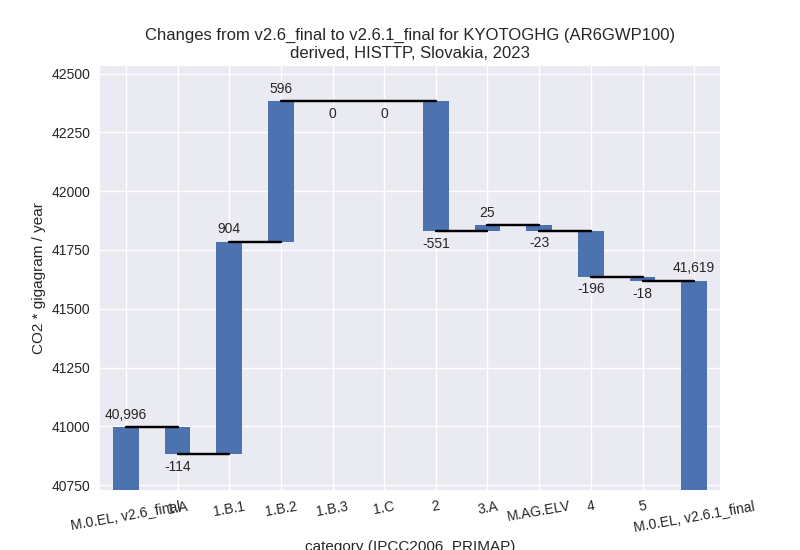 Changes from v2.6_final to v2.6.1_final for KYOTOGHG (AR6GWP100)
derived, HISTTP, Slovakia, 2023
42500
42250
42000
41750
41500
41250
41000
40750
CO2 * gigagram / year
40,996
-114
904
596
0
0
-551
25
-23
-196
-18
41,619
M.0.EL, v2.6_final
1.A
1.B.1
1.B.2
1.B.3
1.C
2
3.A
M.AG.ELV
4
5
M.0.EL, v2.6.1_final
category (IPCC2006_PRIMAP)